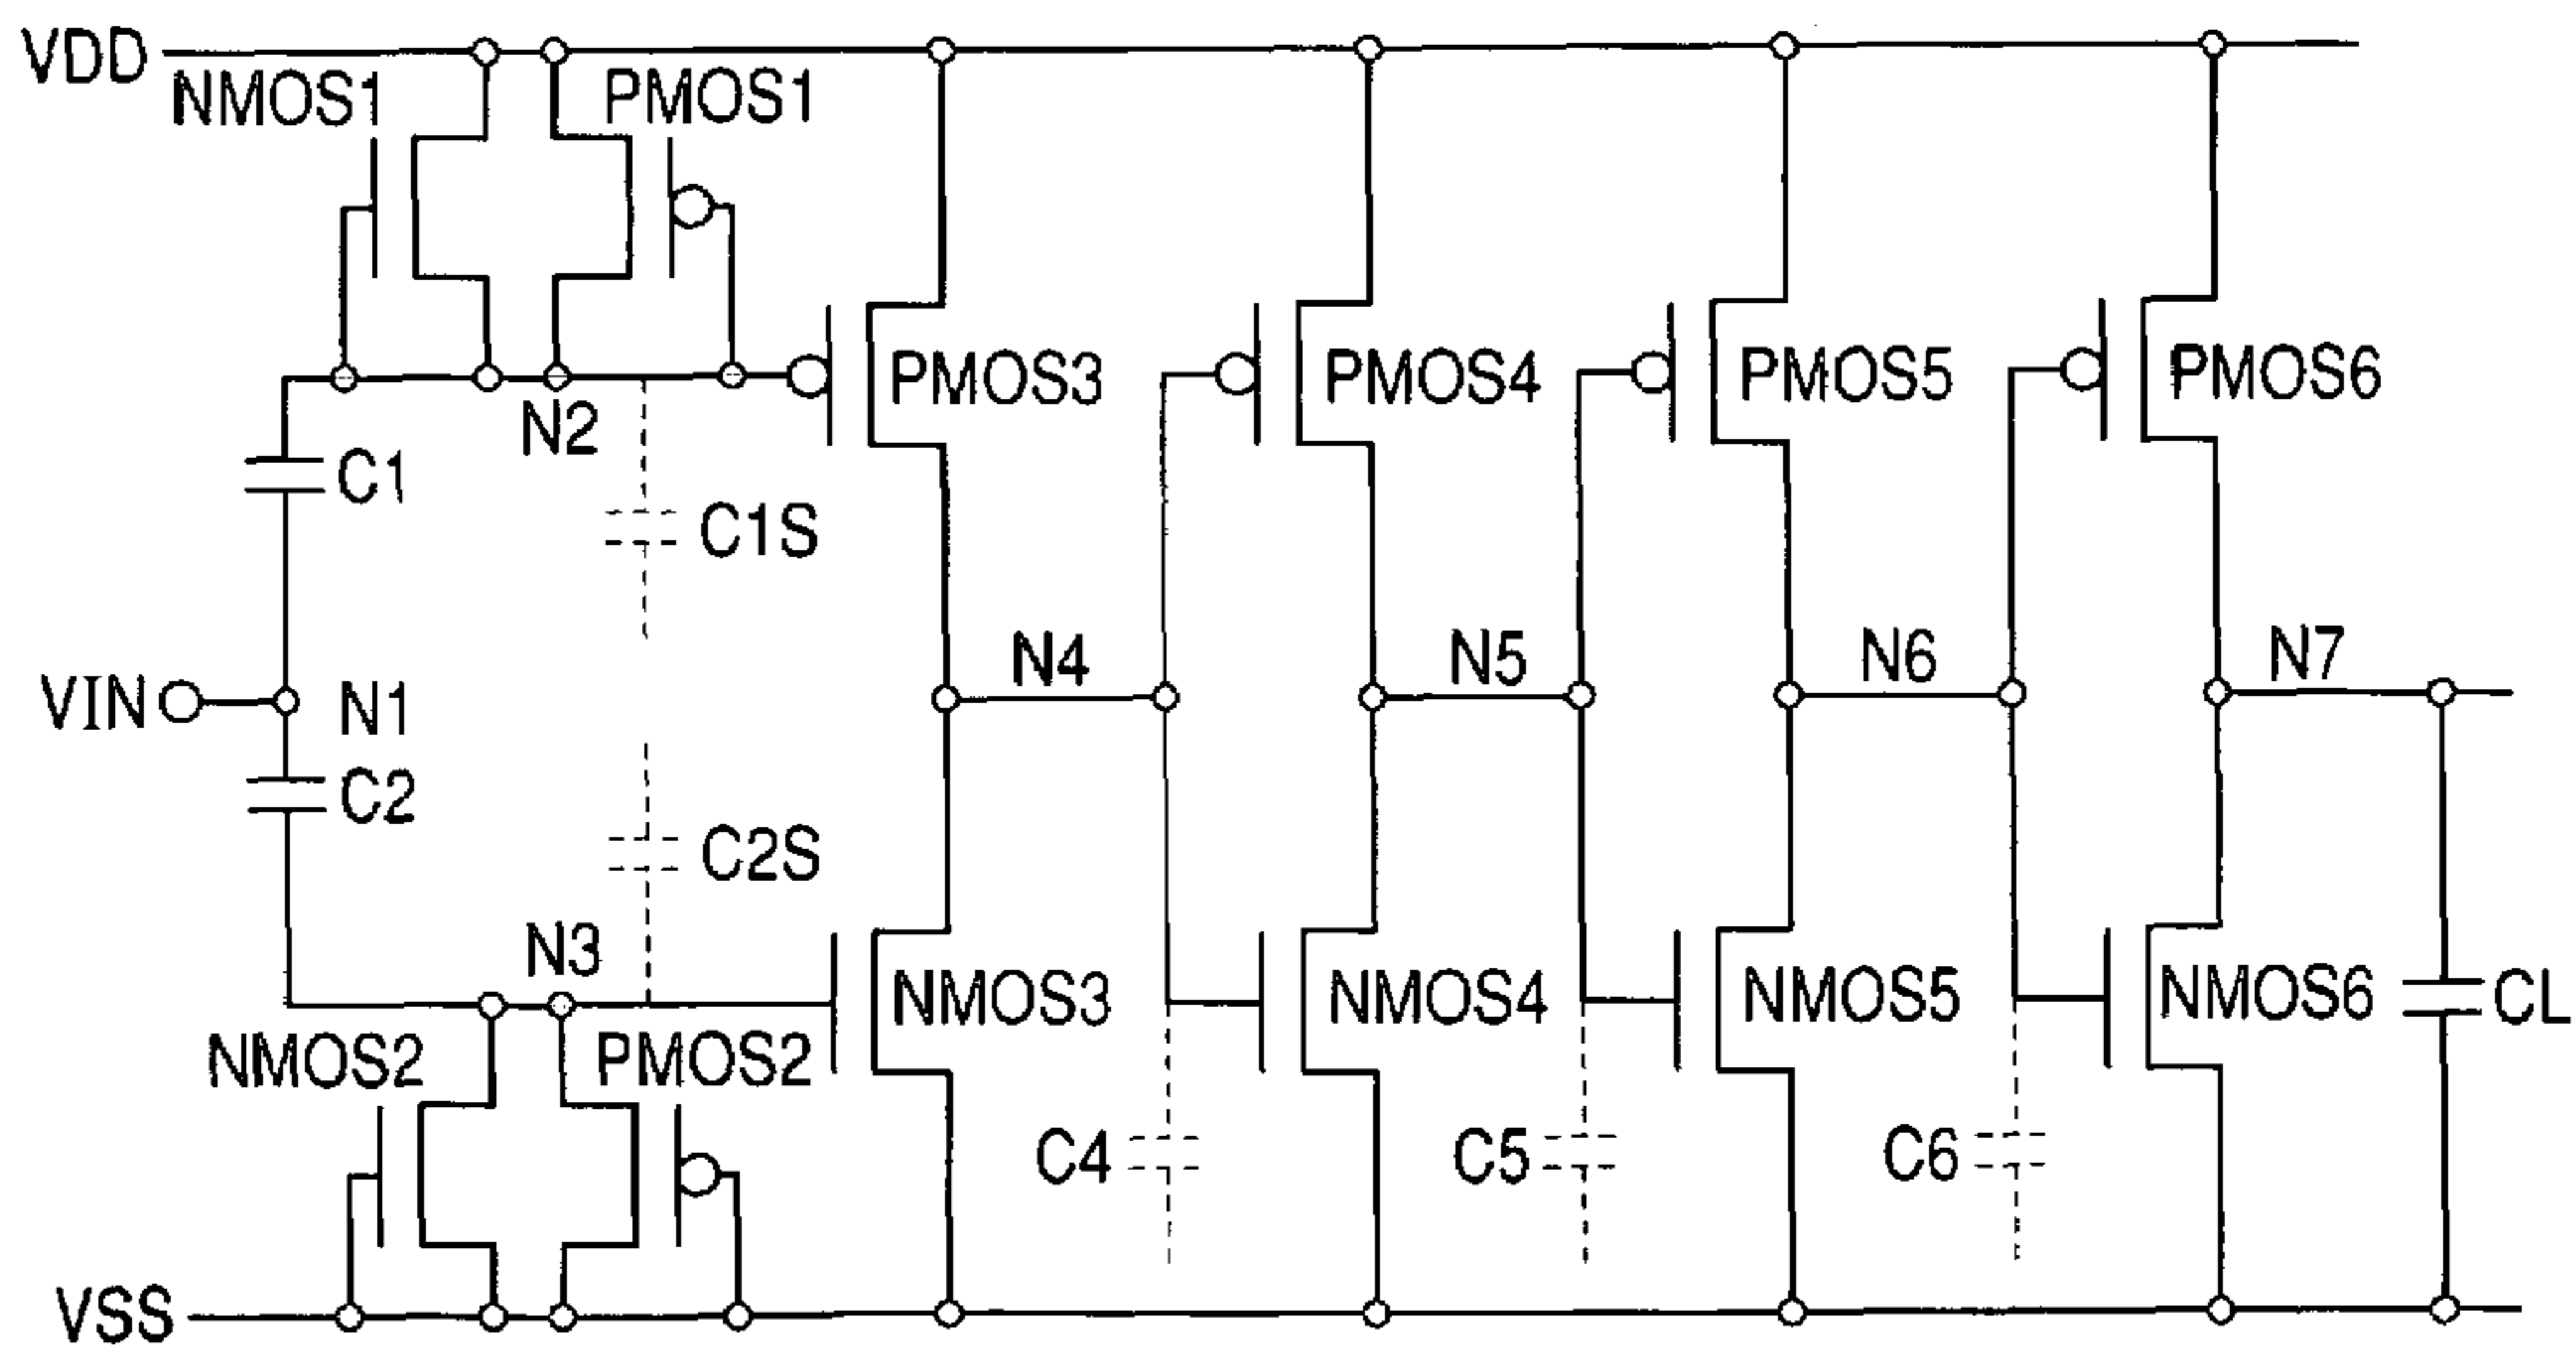 VDD
NMOS1 PMOS1
PMOS3 PMOS4 PMOS5 PMOS6
N2
C1
C1S
N4 N5 N6 N7
VIN N1
C2
C2S
N3
NMOS3 NMOS4 NMOS5 NMOS6 CL
NMOS2 PMOS2
C4 C5 C6
VSS